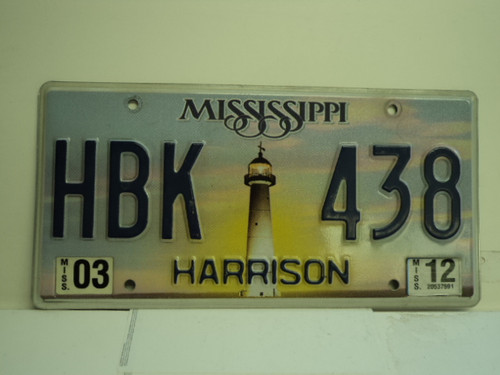 MISSISSIPPI
HBK 438
HARRISON
MISS. 03
MISS. 12